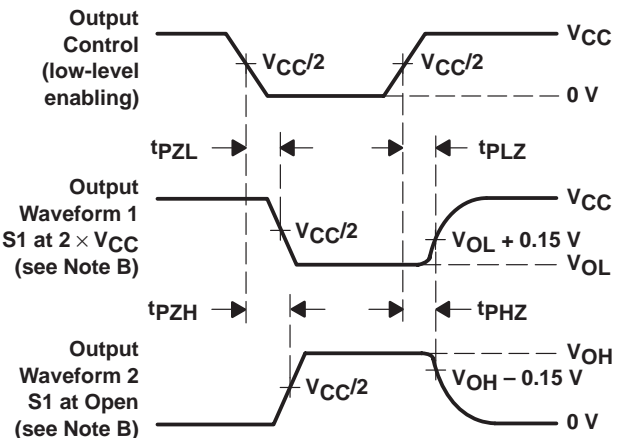 Output
Control
(low-level
enabling)
VCC
VCC/2
VCC/2
0 V
tPZL
tPLZ
Output
Waveform 1
S1 at 2 × VCC
(see Note B)
VCC
VCC/2
VOL + 0.15 V
VOL
tPZH
tPHZ
Output
Waveform 2
S1 at Open
(see Note B)
VOH
VCC/2
VOH – 0.15 V
0 V